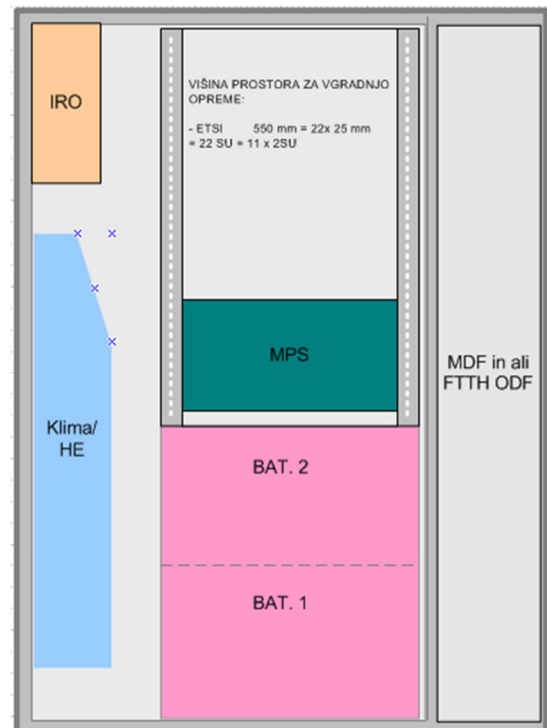 IRO
VIŠINA PROSTORA ZA VGRADNJO
OPREME:
- ETSI 550 mm = 22x 25 mm
= 22 SU = 11 x 2SU
MPS
MDF in ali
FTTH ODF
Klima/
HE
BAT. 2
BAT. 1